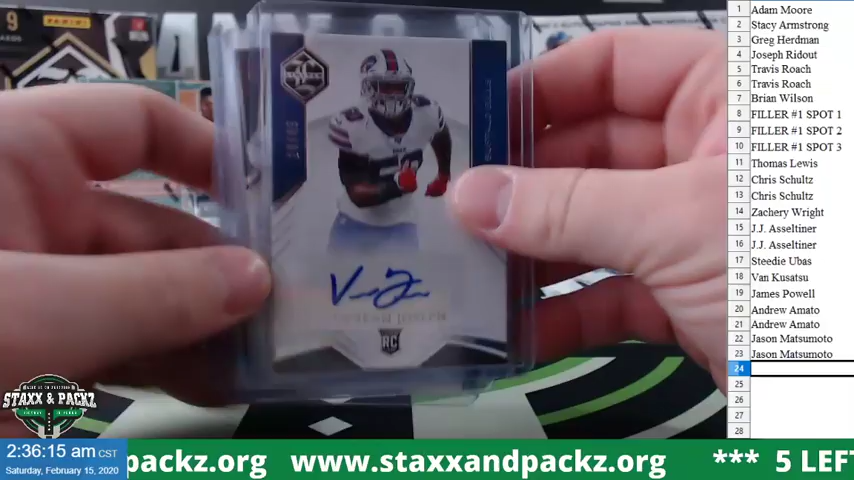 9
PANINI
LIMITED
BUFFALO BILLS
RC
1 Adam Moore
2 Stacy Armstrong
3 Greg Herdman
4 Joseph Ridout
5 Travis Roach
6 Travis Roach
7 Brian Wilson
8 FILLER #1 SPOT 1
9 FILLER #1 SPOT 2
10 FILLER #1 SPOT 3
11 Thomas Lewis
12 Chris Schultz
13 Chris Schultz
14 Zachery Wright
15 J.J. Asseltiner
16 J.J. Asseltiner
17 Steedie Ubas
18 Van Kusatsu
19 James Powell
20 Andrew Amato
21 Andrew Amato
22 Jason Matsumoto
23 Jason Matsumoto
24
25
26
27
28
STAXX & PACKZ
2:36:15 am CST
Saturday, February 15, 2020
packz.org www.staxxandpackz.org *** 5 LEF